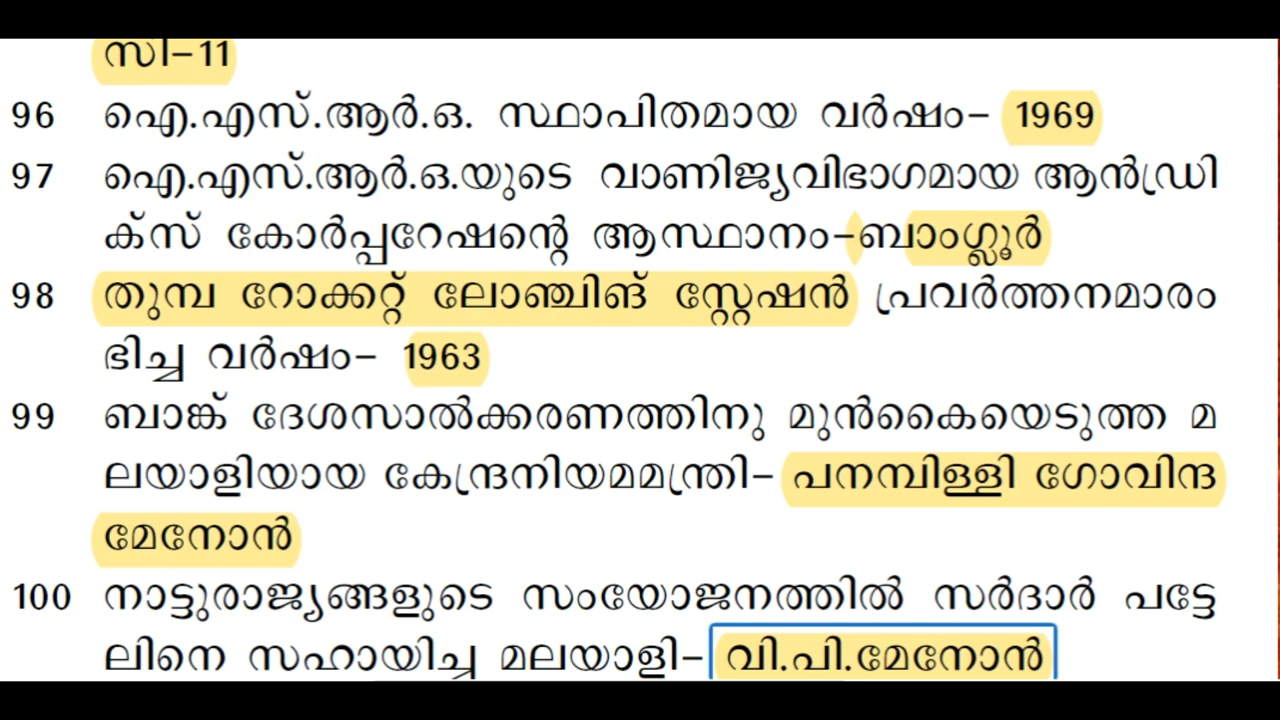 സി-11
96 ഐ.എസ്.ആർ.ഒ. സ്ഥാപിതമായ വർഷം- 1969
97 ഐ.എസ്.ആർ.ഒ.യുടെ വാണിജ്യവിഭാഗമായ ആൻഡ്രി
ക്സ് കോർപ്പറേഷന്റെ ആസ്ഥാനം-ബാംഗ്ലൂർ
98 തുമ്പ റോക്കറ്റ് ലോഞ്ചിങ് സ്റ്റേഷൻ പ്രവർത്തനമാരം
ഭിച്ച വർഷം- 1963
99 ബാങ്ക് ദേശസാൽക്കരണത്തിനു മുൻകൈയെടുത്ത മ
ലയാളിയായ കേന്ദ്രനിയമമന്ത്രി- പനമ്പിള്ളി ഗോവിന്ദ
മേനോൻ
100 നാട്ടുരാജ്യങ്ങളുടെ സംയോജനത്തിൽ സർദാർ പട്ടേ
ലിനെ സഹായിച്ച മലയാളി- വി.പി.മേനോൻ